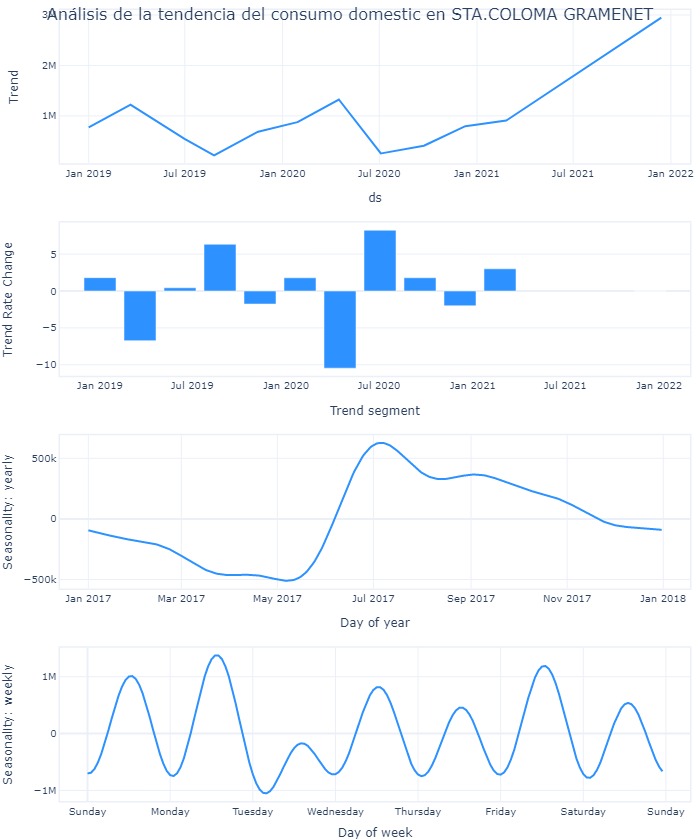 Análisis de la tendencia del consumo domestic en STA.COLOMA GRAMENET
3M
2M
1M
Trend
Jan 2019 Jul 2019 Jan 2020 Jul 2020 Jan 2021 Jul 2021 Jan 2022
ds
5
0
−5
−10
Trend Rate Change
Jan 2019 Jul 2019 Jan 2020 Jul 2020 Jan 2021 Jul 2021 Jan 2022
Trend segment
500k
0
−500k
Seasonality: yearly
Jan 2017 Mar 2017 May 2017 Jul 2017 Sep 2017 Nov 2017 Jan 2018
Day of year
1M
0
−1M
Seasonality: weekly
Sunday Monday Tuesday Wednesday Thursday Friday Saturday Sunday
Day of week